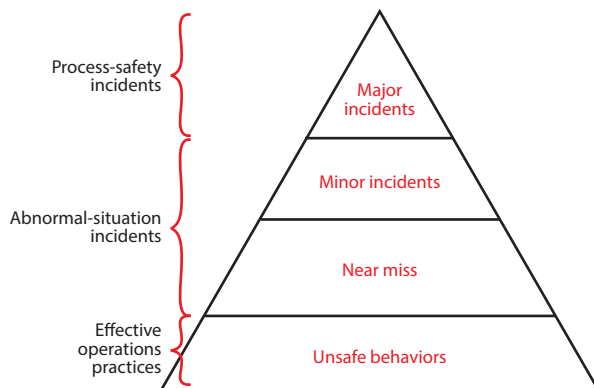 Process-safety
incidents
Major
incidents
Minor incidents
Abnormal-situation
incidents
Near miss
Effective
operations
practices
Unsafe behaviors